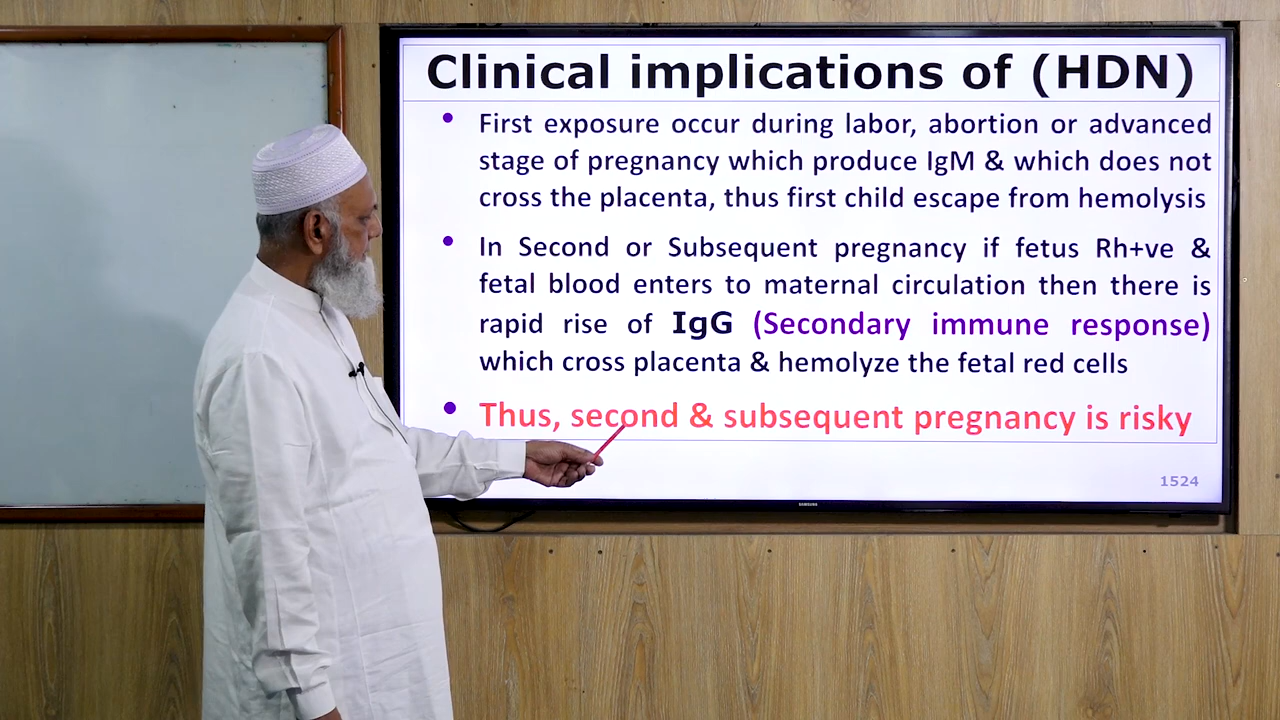 Clinical implications of (HDN)
• First exposure occur during labor, abortion or advanced
stage of pregnancy which produce IgM & which does not
cross the placenta, thus first child escape from hemolysis
• In Second or Subsequent pregnancy if fetus Rh+ve &
fetal blood enters to maternal circulation then there is
rapid rise of IgG (Secondary immune response)
which cross placenta & hemolyze the fetal red cells
• Thus, second & subsequent pregnancy is risky
1524
SAMSUNG